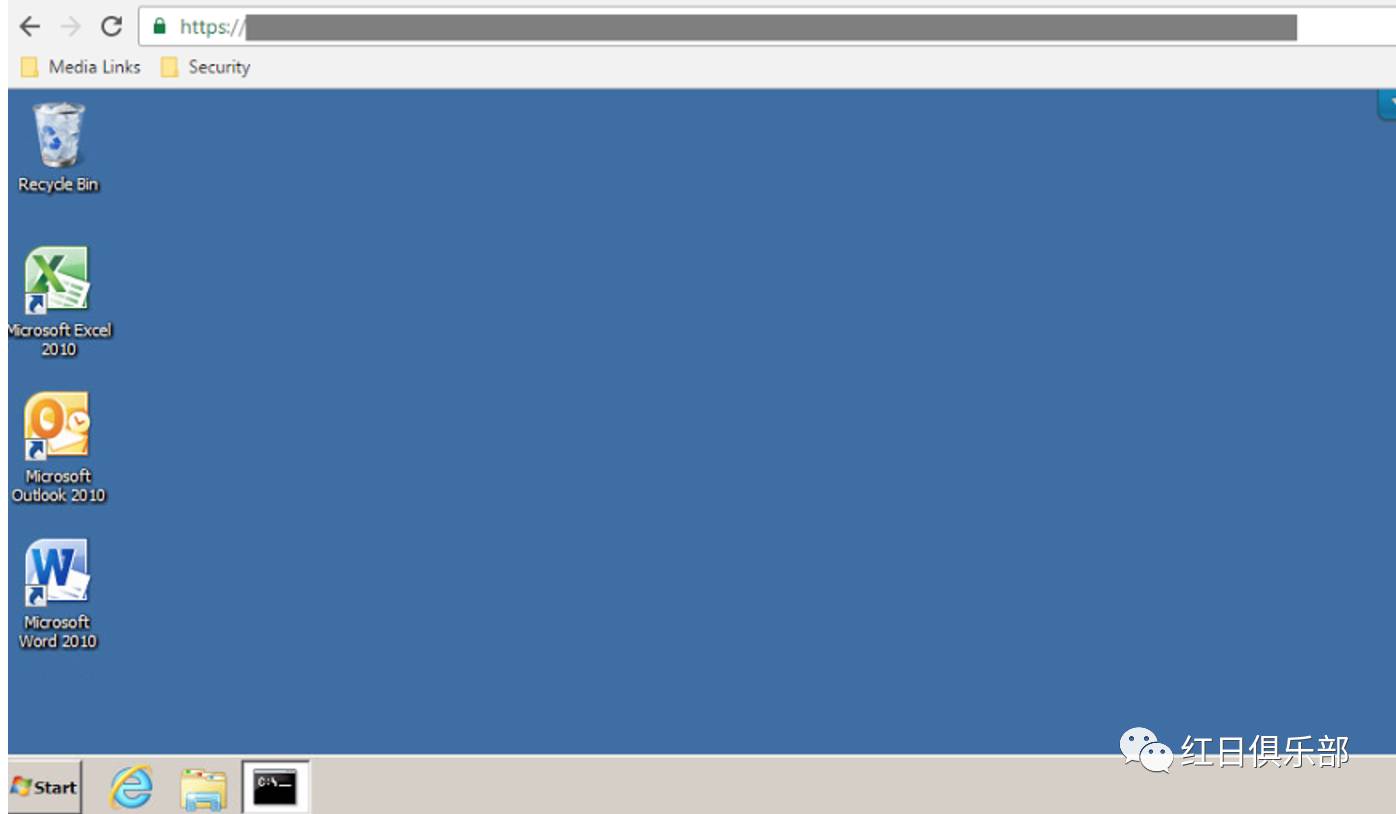 https://
Media Links
Security
Recycle Bin
Microsoft Excel
2010
Microsoft
Outlook 2010
Microsoft
Word 2010
红日俱乐部
Start
C:\_